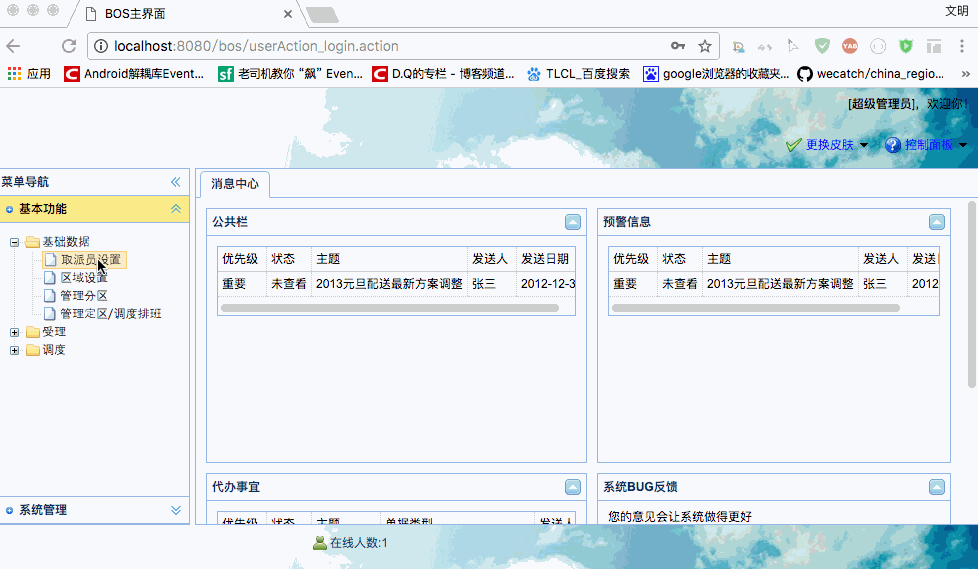 BOS主界面
文明
localhost:8080/bos/userAction_login.action
应用 Android解耦库Event... 老司机教你“飙”Even... D.Q的专栄 - 博客频道... TLCL_百度搜索 google浏览器的收藏夹... wecatch/china_regio... »
[超级管理员]，欢迎你！
更换皮肤 控制面板
菜单导航
基本功能
基础数据
取派员设置
区域设置
管理分区
管理定区/调度排班
受理
调度
系统管理
消息中心
公共栏
优先级 状态 主题 发送人 发送日期
重要 未查看 2013元旦配送最新方案调整 张三 2012-12-3
预警信息
优先级 状态 主题 发送人 发送
重要 未查看 2013元旦配送最新方案调整 张三 2012
代办事宜
优先级 状态 主题 单据类型 发送人
系统BUG反馈
您的意见会让系统做得更好
在线人数:1